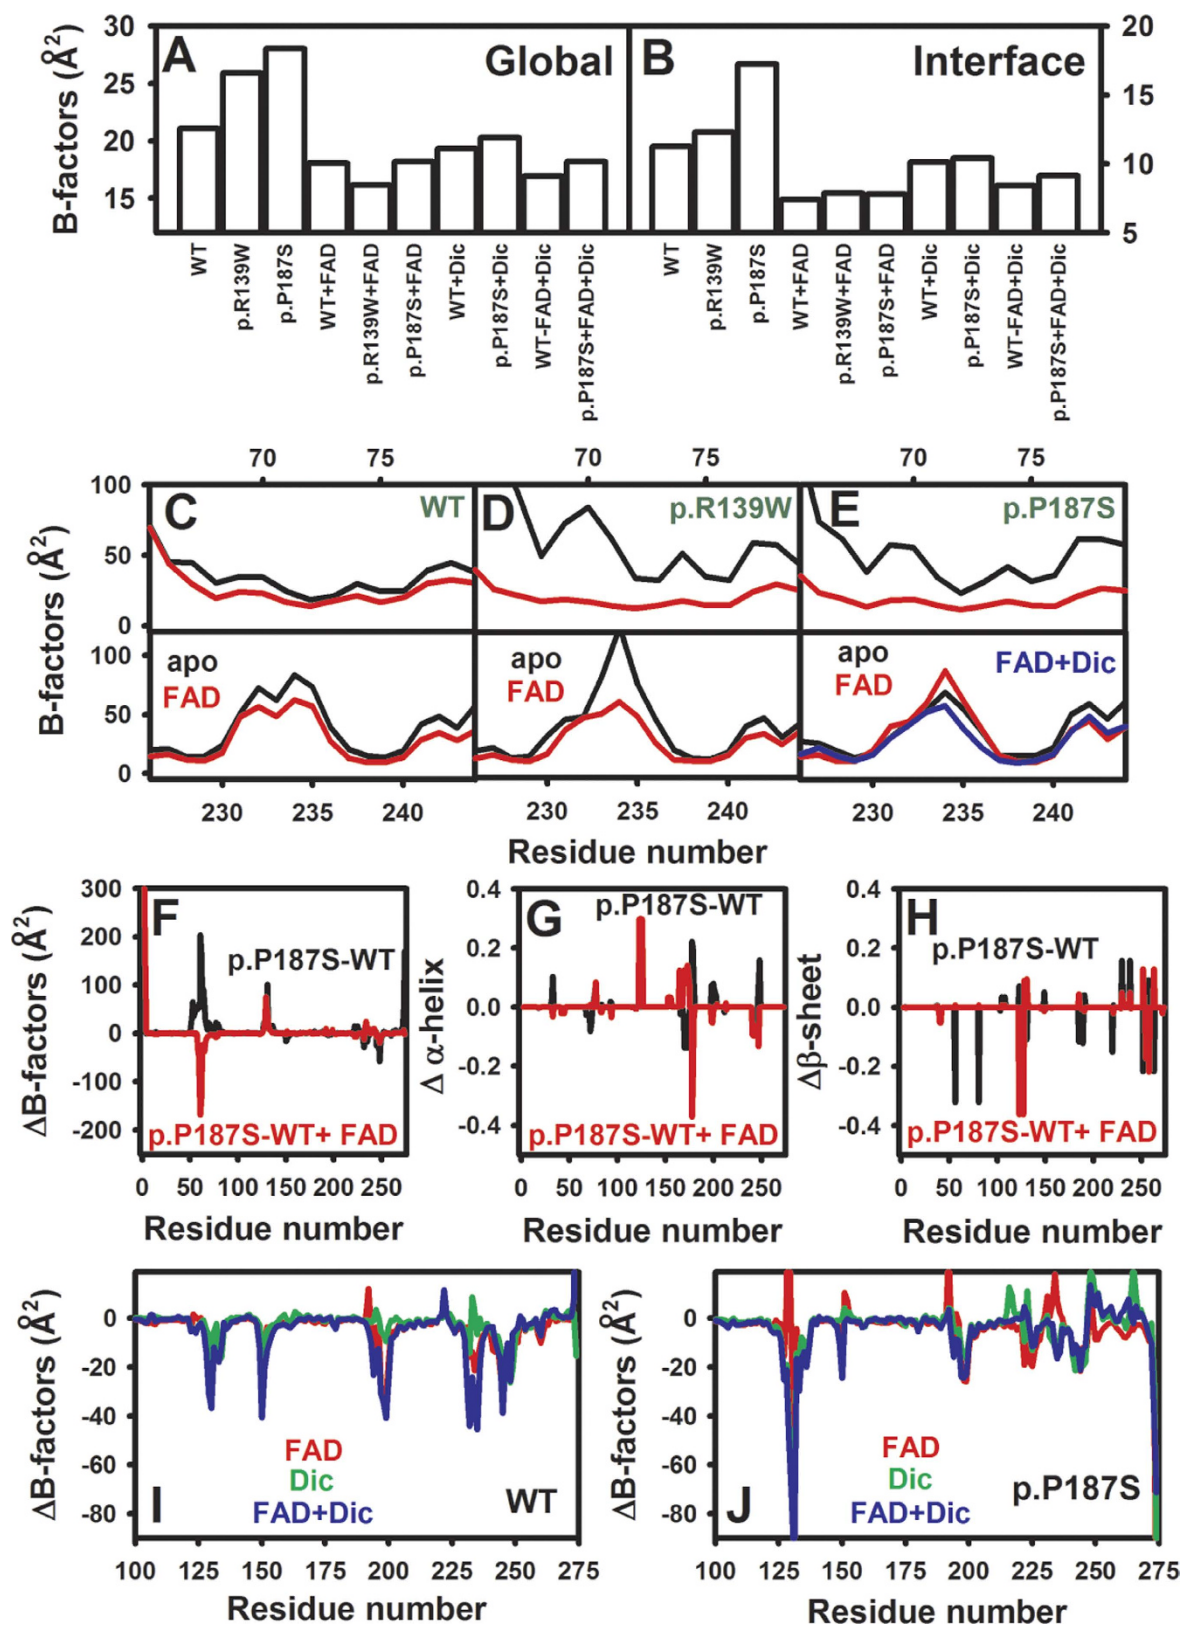 A Global
B Interface
B-factors (Å2)
30
25
20
15
20
15
10
5
WT
p.R139W
p.P187S
WT+FAD
p.R139W+FAD
p.P187S+FAD
WT+Dic
p.P187S+Dic
WT-FAD+Dic
p.P187S+FAD+Dic
WT
p.R139W
p.P187S
WT+FAD
p.R139W+FAD
p.P187S+FAD
WT+Dic
p.P187S+Dic
WT-FAD+Dic
p.P187S+FAD+Dic
70 75 70 75 70 75
B-factors (Å2)
100
50
0
C WT
D p.R139W
E p.P187S
B-factors (Å2)
100
50
0
apo
FAD
apo
FAD
apo
FAD
FAD+Dic
230 235 240 230 235 240 230 235 240
Residue number
ΔB-factors (Å2)
300
200
100
0
-100
-200
F
p.P187S-WT
p.P187S-WT+ FAD
0 50 100 150 200 250
Residue number
Δ α-helix
0.4
0.2
0.0
-0.2
-0.4
G
p.P187S-WT
p.P187S-WT+ FAD
0 50 100 150 200 250
Residue number
Δβ-sheet
0.4
0.2
0.0
-0.2
-0.4
H
p.P187S-WT
p.P187S-WT+ FAD
0 50 100 150 200 250
Residue number
ΔB-factors (Å2)
0
-20
-40
-60
-80
FAD
Dic
FAD+Dic
I WT
100 125 150 175 200 225 250 275
Residue number
ΔB-factors (Å2)
0
-20
-40
-60
-80
FAD
Dic
FAD+Dic
J p.P187S
100 125 150 175 200 225 250 275
Residue number